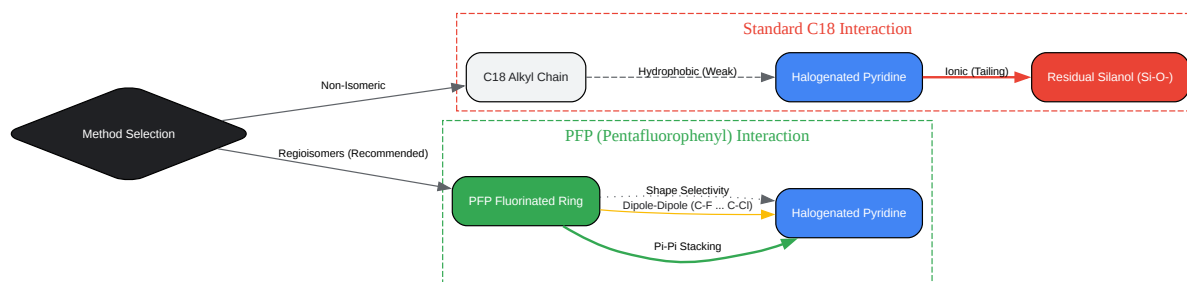 Standard C18 Interaction
C18 Alkyl Chain
Hydrophobic (Weak)
Halogenated Pyridine
Ionic (Tailing)
Residual Silanol (Si-O-)
Non-Isomeric
Method Selection
PFP (Pentafluorophenyl) Interaction
Regioisomers (Recommended)
PFP Fluorinated Ring
Shape Selectivity
Dipole-Dipole (C-F ... C-Cl)
Halogenated Pyridine
Pi-Pi Stacking